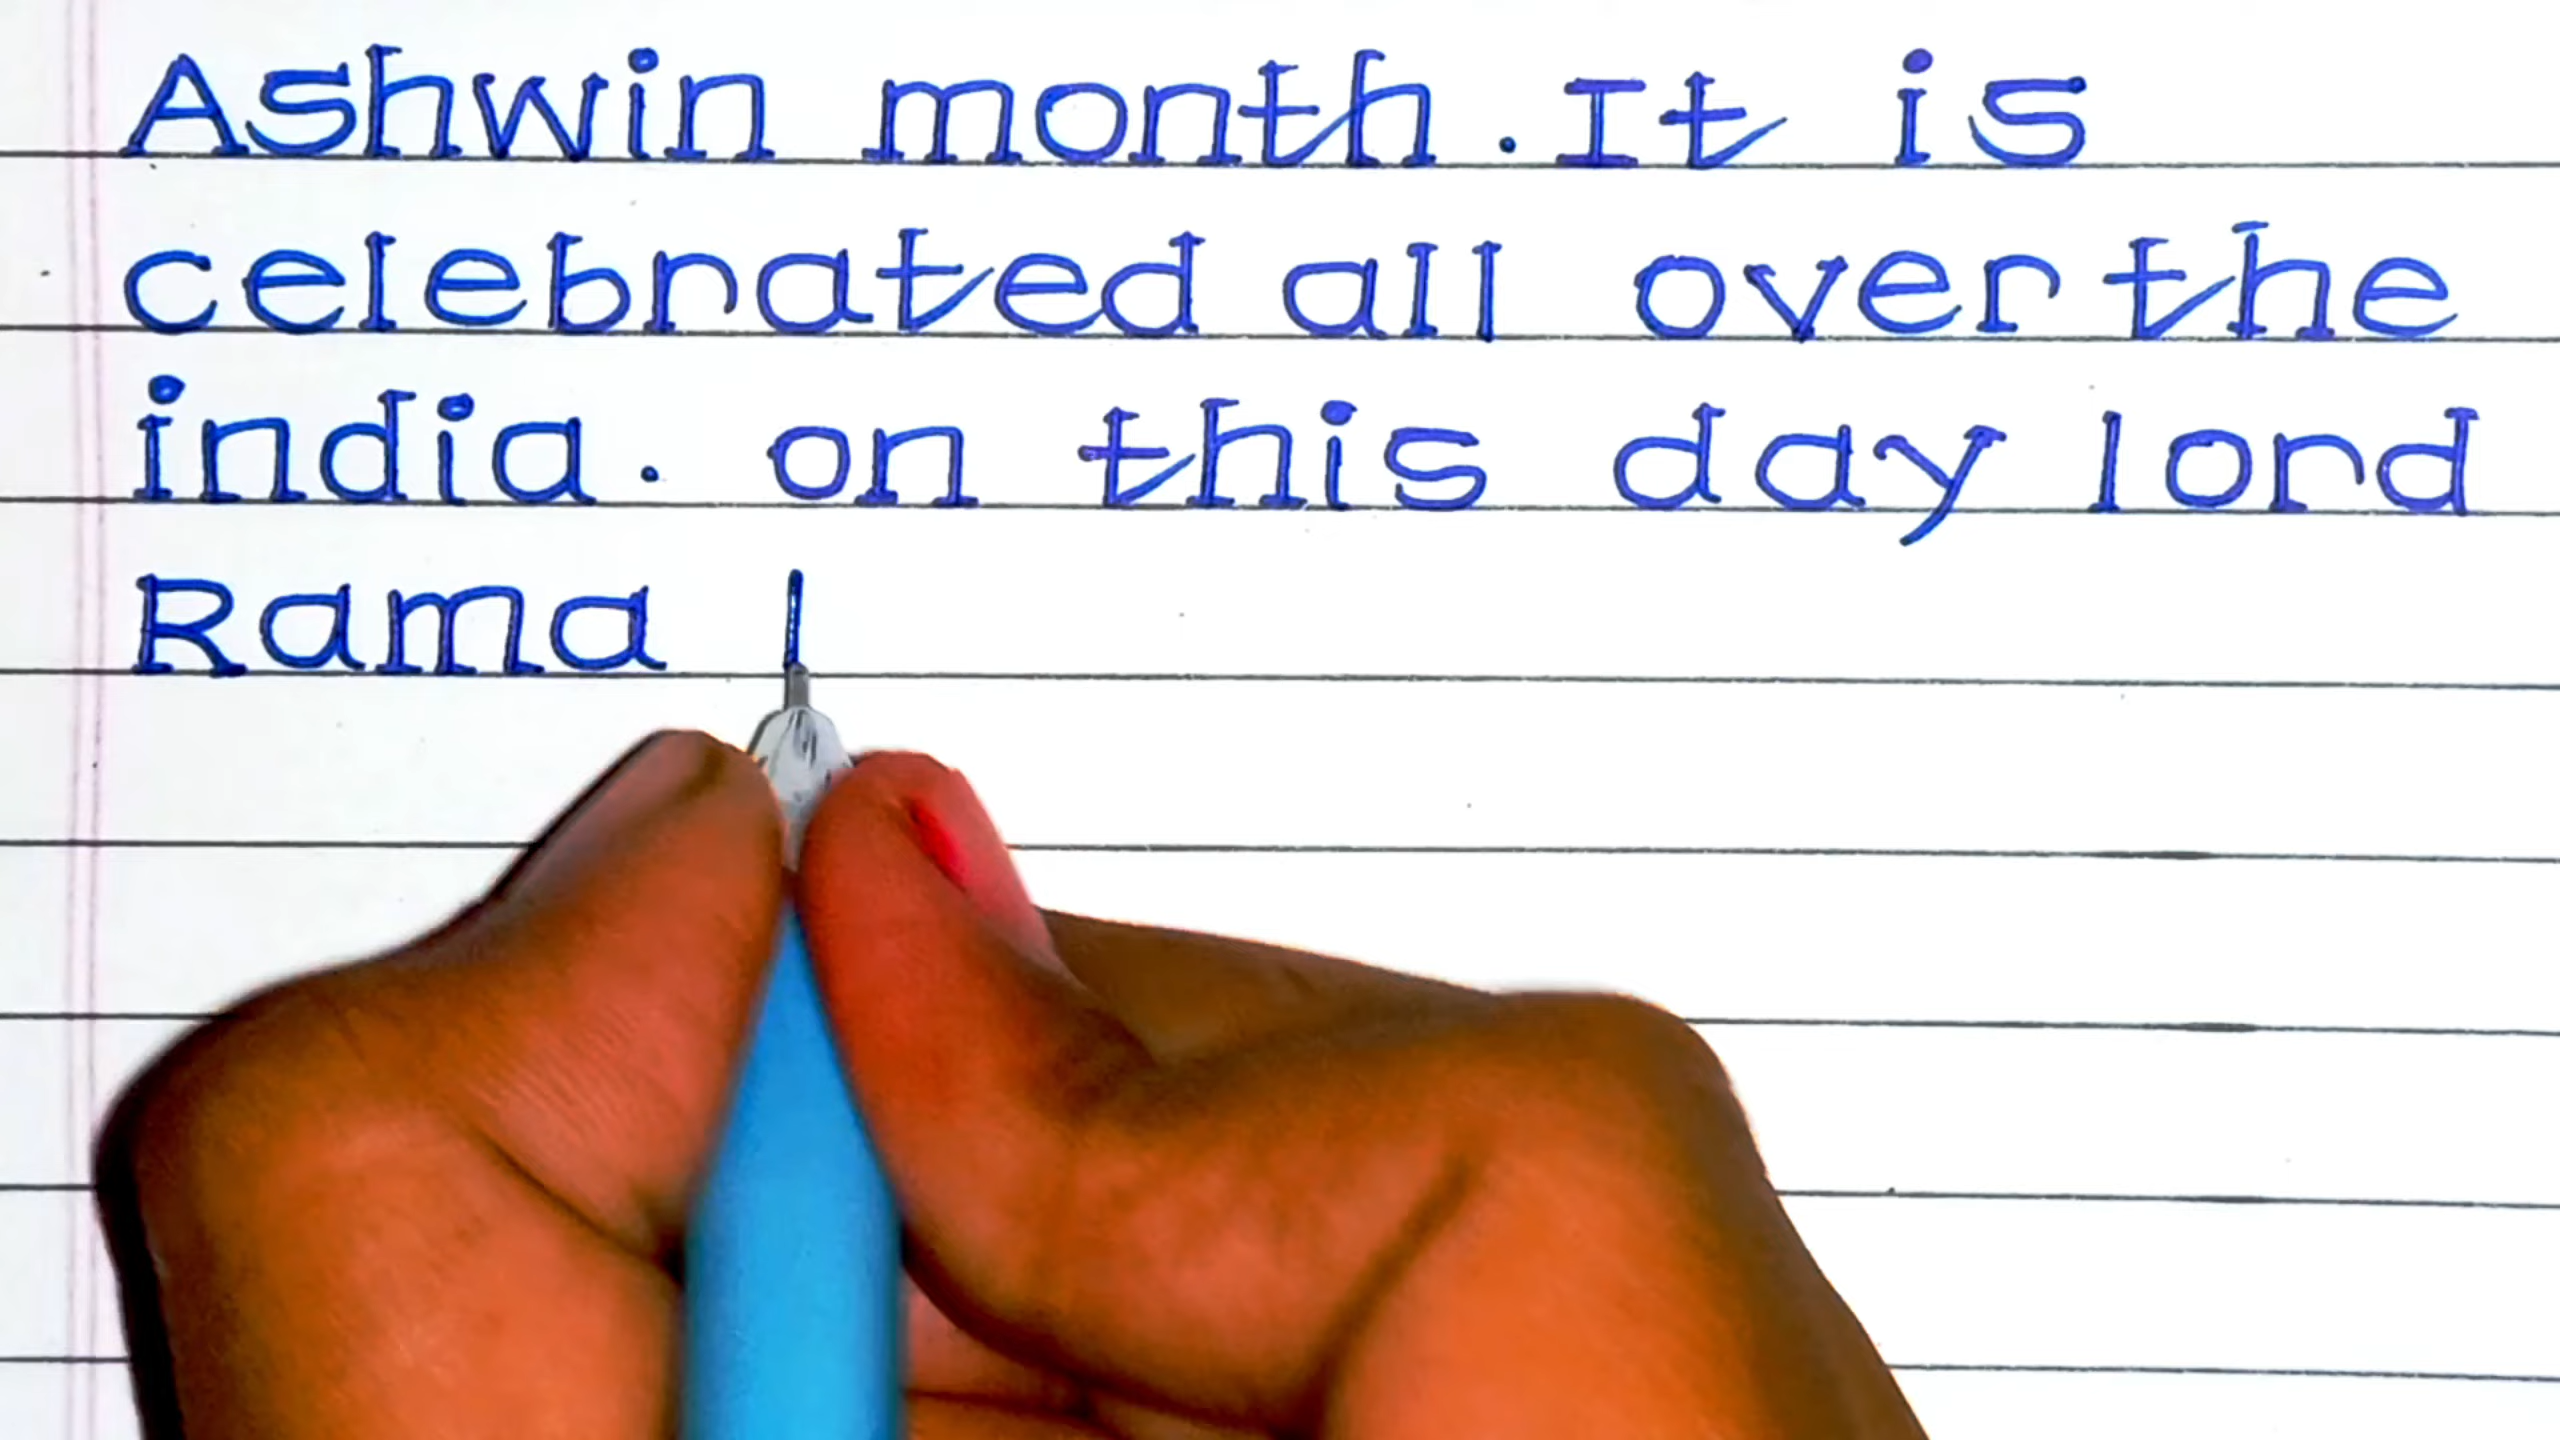 Ashwin month. It is
celebrated all over the
india. on this day lord
Rama